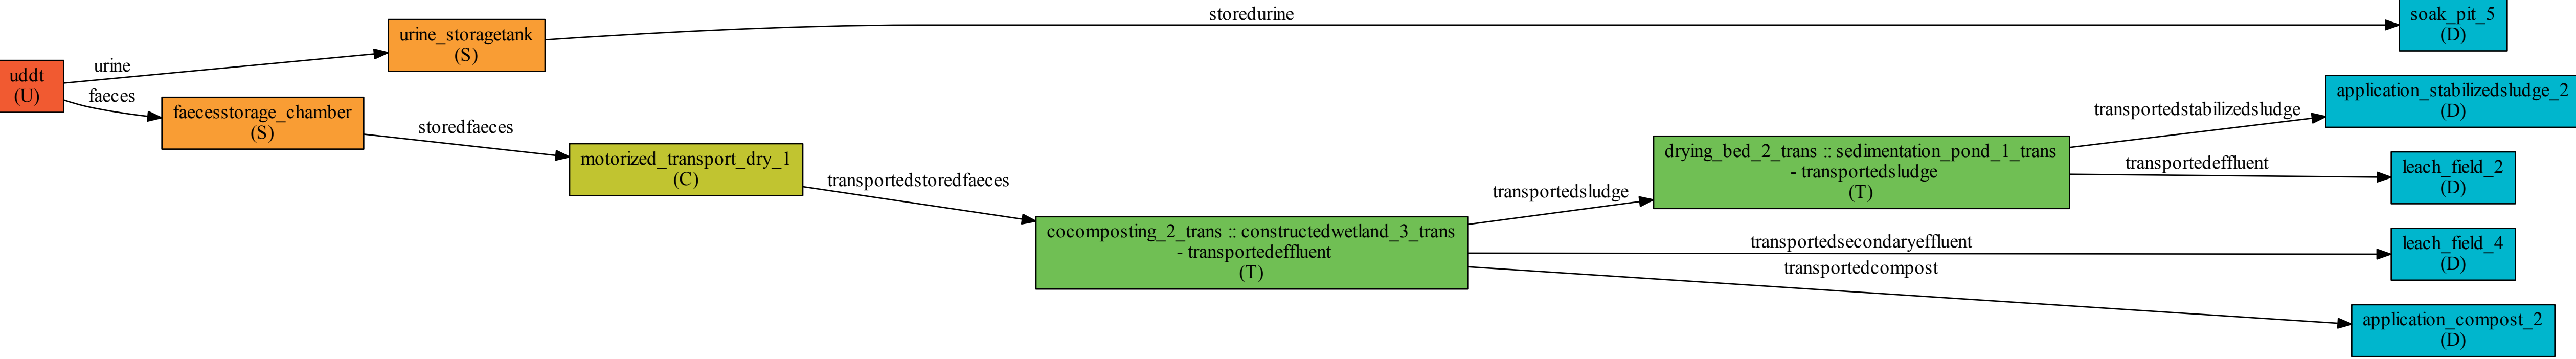 storedurine
soak_pit_5
(D)
urine_storagetank
(S)
urine
uddt
(U)
faeces
faecesstorage_chamber
(S)
storedfaeces
motorized_transport_dry_1
(C)
transportedstoredfaeces
cocomposting_2_trans :: constructedwetland_3_trans
- transportedeffluent
(T)
transportedsludge
drying_bed_2_trans :: sedimentation_pond_1_trans
- transportedsludge
(T)
transportedstabilizedsludge
application_stabilizedsludge_2
(D)
transportedeffluent
leach_field_2
(D)
transportedsecondaryeffluent
leach_field_4
(D)
transportedcompost
application_compost_2
(D)